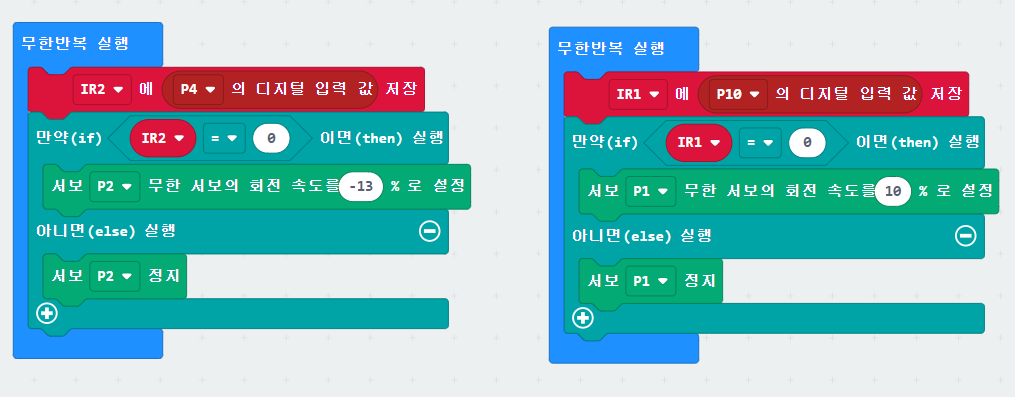 무한반복 실행
IR2 에 P4 의 디지털 입력 값 저장
만약(if) IR2 = 0 이면(then) 실행
서보 P2 무한 서보의 회전 속도를 -13 % 로 설정
아니면(else) 실행
서보 P2 정지
무한반복 실행
IR1 에 P10 의 디지털 입력 값 저장
만약(if) IR1 = 0 이면(then) 실행
서보 P1 무한 서보의 회전 속도를 10 % 로 설정
아니면(else) 실행
서보 P1 정지